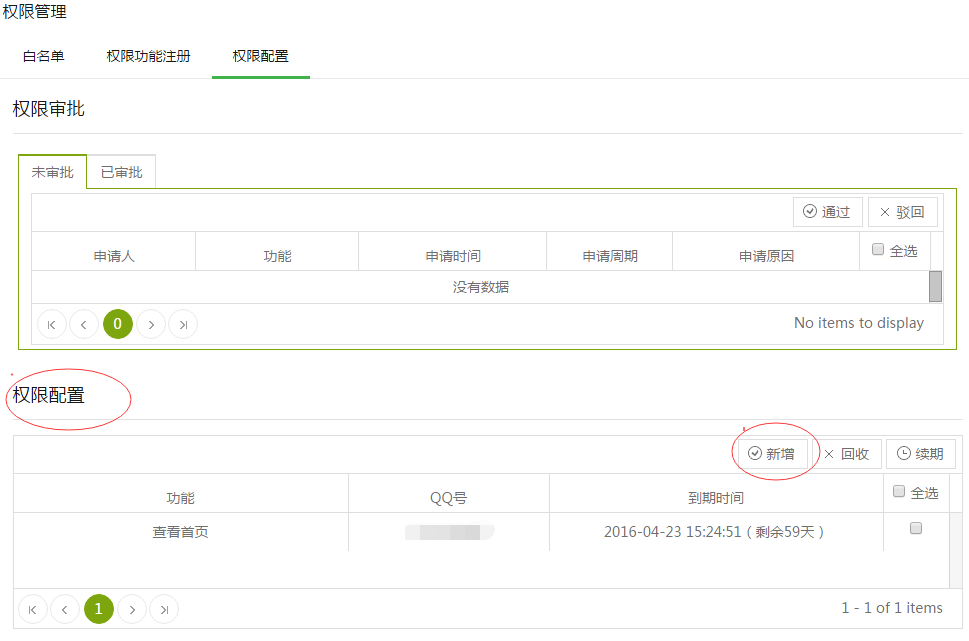 权限管理
白名单 权限功能注册 权限配置
权限审批
未审批 已审批
通过 驳回
申请人 功能 申请时间 申请周期 申请原因 全选
没有数据
0 No items to display
权限配置
新增 回收 续期
功能 QQ号 到期时间 全选
查看首页 2016-04-23 15:24:51 ( 剩余59天 )
1 1 - 1 of 1 items